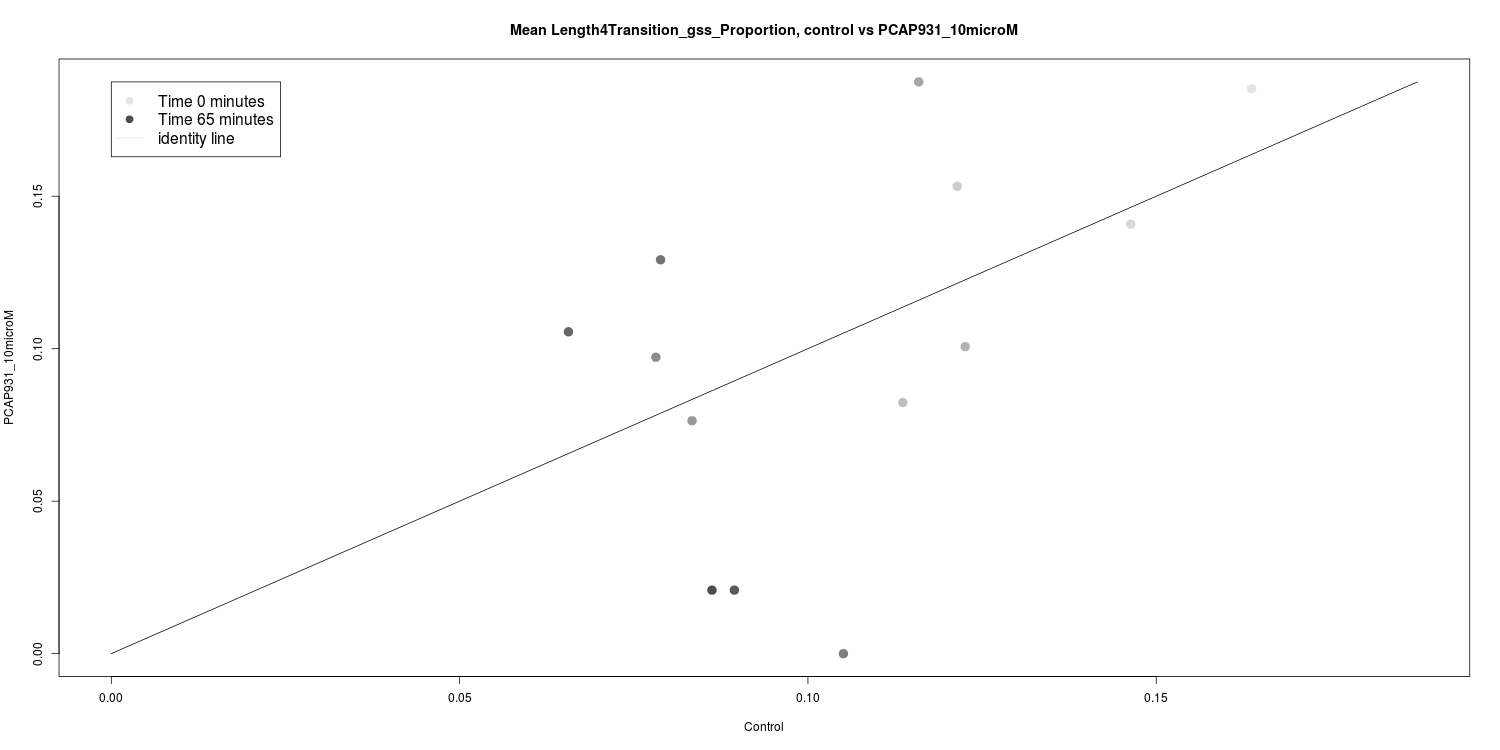 Mean Length4Transition_gss_Proportion, control vs PCAP931_10microM
Time 0 minutes
Time 65 minutes
identity line
PCAP931_10microM
0.15
0.10
0.05
0.00
0.00
0.05
0.10
0.15
Control